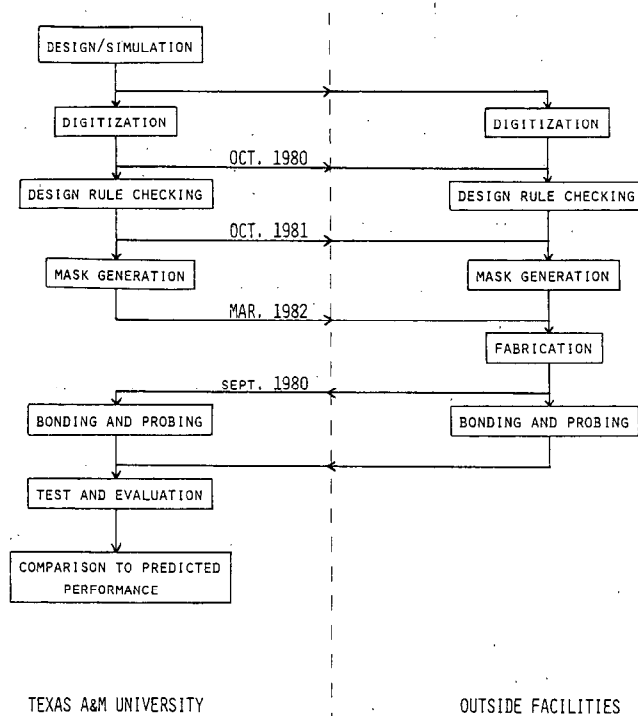 DESIGN/SIMULATION
DIGITIZATION
DIGITIZATION
OCT. 1980
DESIGN RULE CHECKING
DESIGN RULE CHECKING
OCT. 1981
MASK GENERATION
MASK GENERATION
MAR. 1982
FABRICATION
SEPT. 1980
BONDING AND PROBING
BONDING AND PROBING
TEST AND EVALUATION
COMPARISON TO PREDICTED
PERFORMANCE
TEXAS A&M UNIVERSITY
OUTSIDE FACILITIES